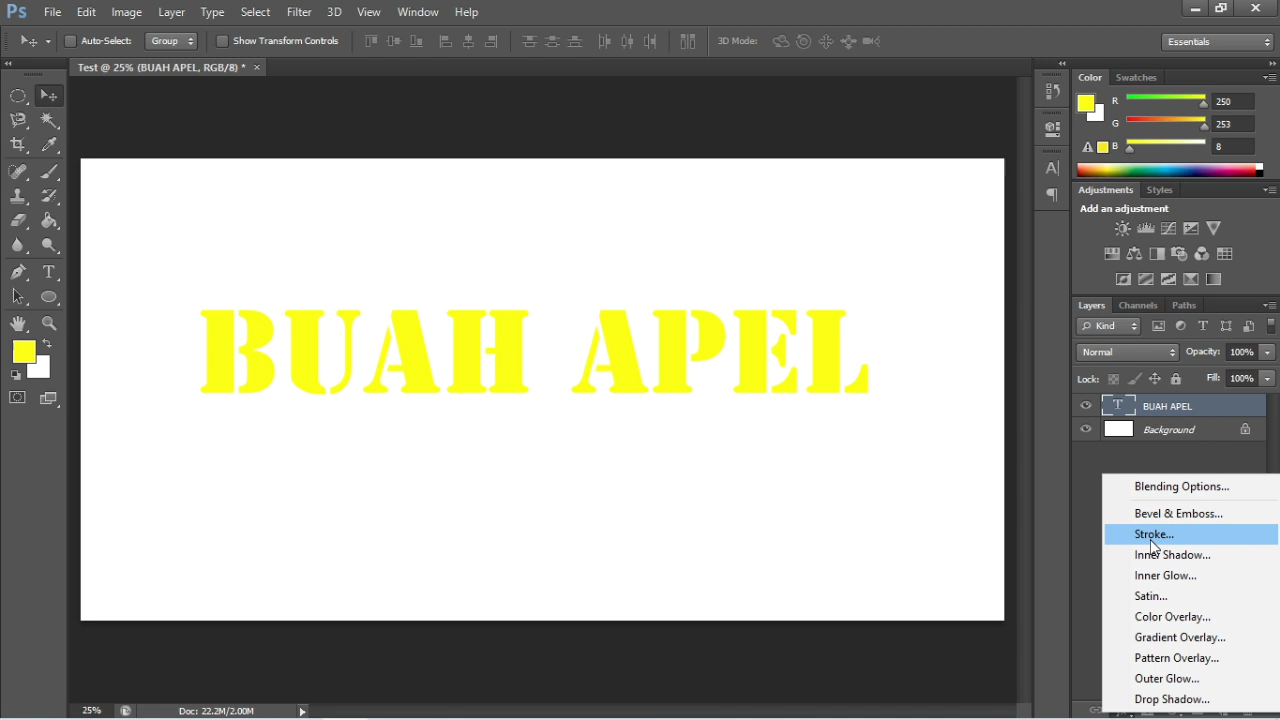 Ps File Edit Image Layer Type Select Filter 3D View Window Help
Auto-Select: Group Show Transform Controls 3D Mode: Essentials
Test @ 25% (BUAH APEL, RGB/8) * ×
Color Swatches
R 250
G 253
B 8
Adjustments Styles
Add an adjustment
Layers Channels Paths
Kind
Normal Opacity: 100%
Lock: Fill: 100%
T BUAH APEL
Background
BUAH APEL
Blending Options...
Bevel & Emboss...
Stroke...
Inner Shadow...
Inner Glow...
Satin...
Color Overlay...
Gradient Overlay...
Pattern Overlay...
Outer Glow...
Drop Shadow...
25% Doc: 22.2M/2.00M